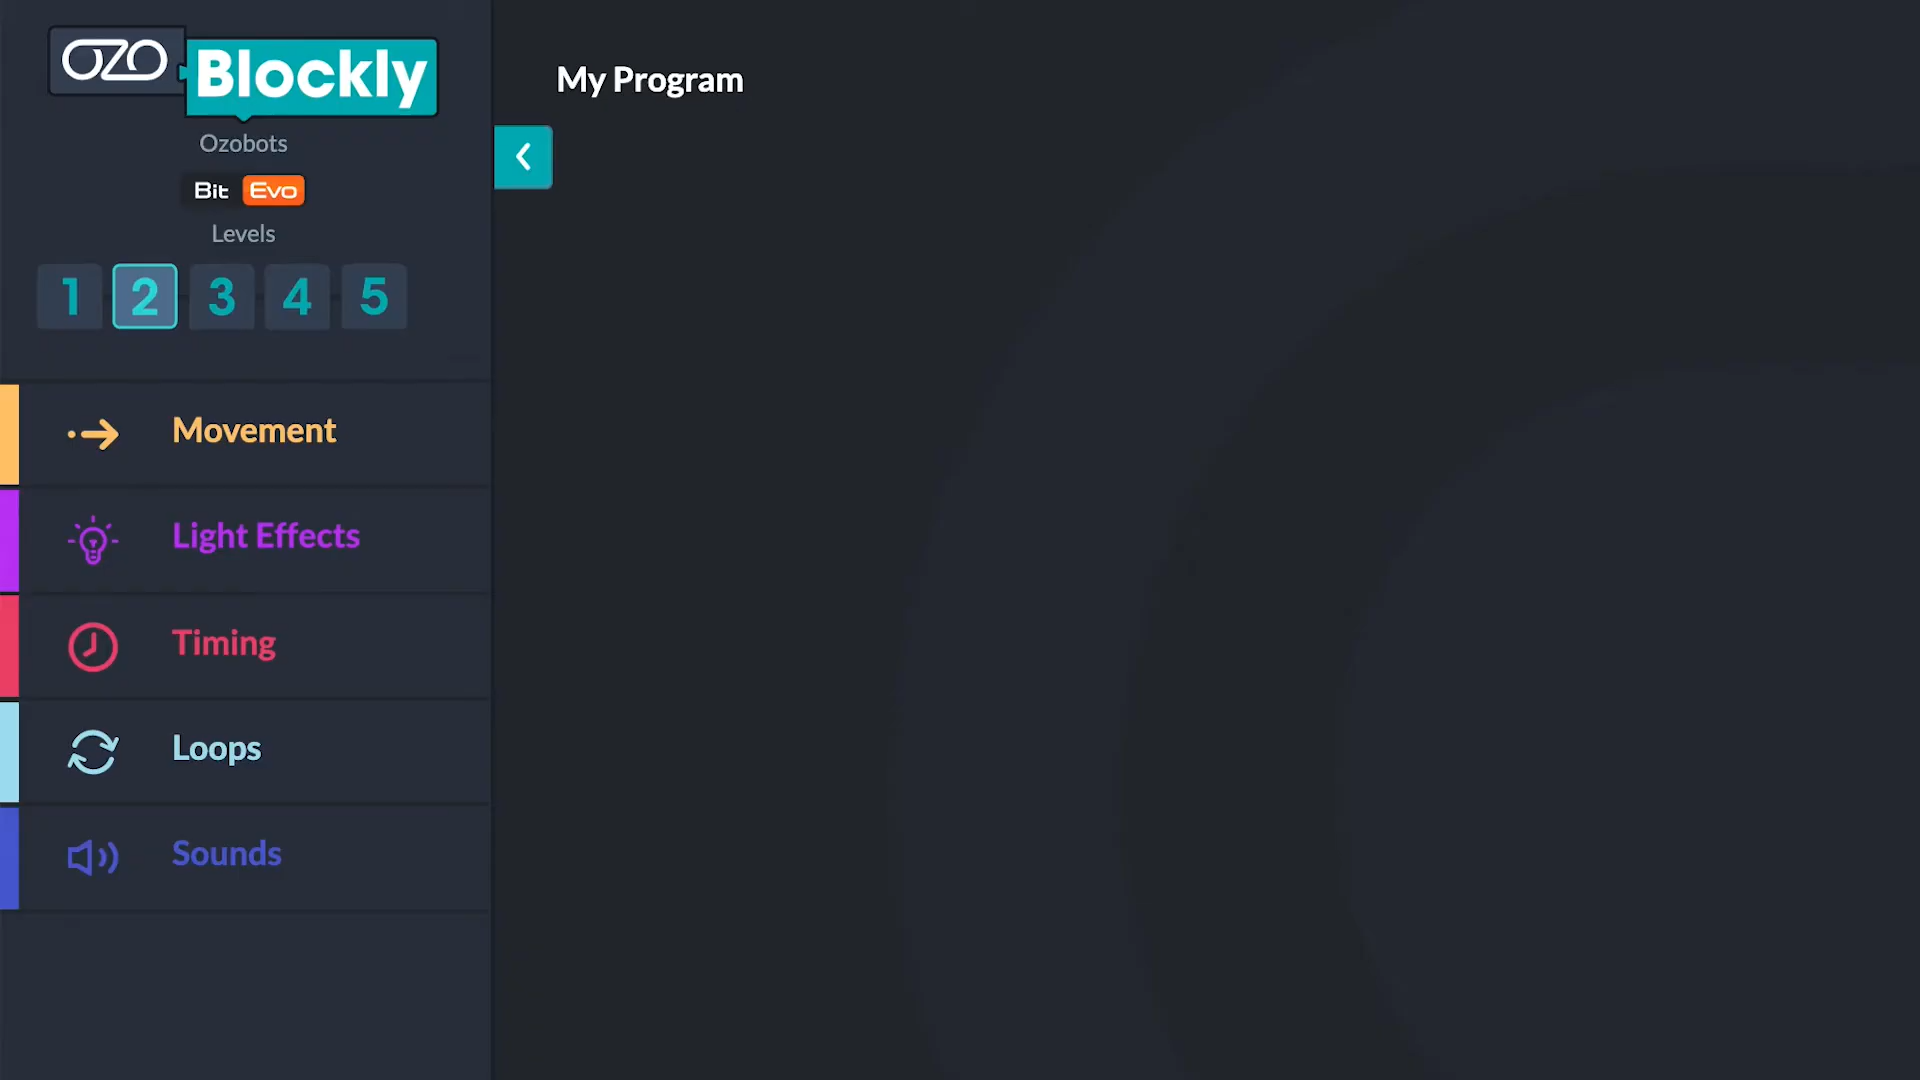 OZO Blockly
My Program
Ozobots
Bit Evo
Levels
1 2 3 4 5
Movement
Light Effects
Timing
Loops
Sounds